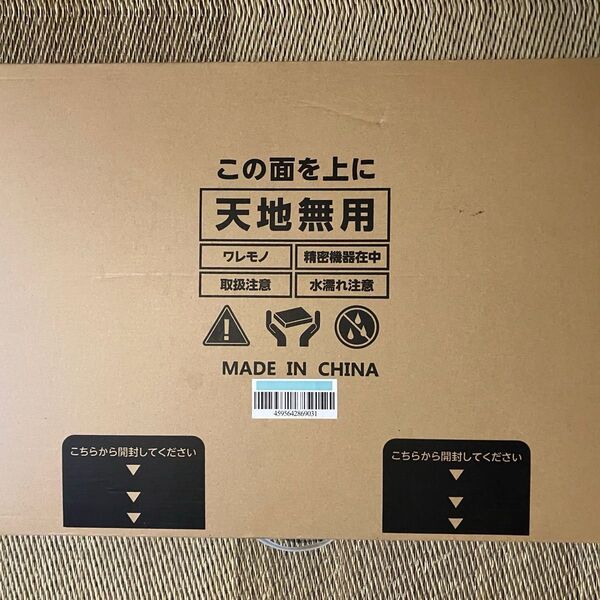 この面を上に
天地無用
ワレモノ 精密機器在中
取扱注意 水濡れ注意
MADE IN CHINA
4595642869031
こちらから開封してください こちらから開封してください